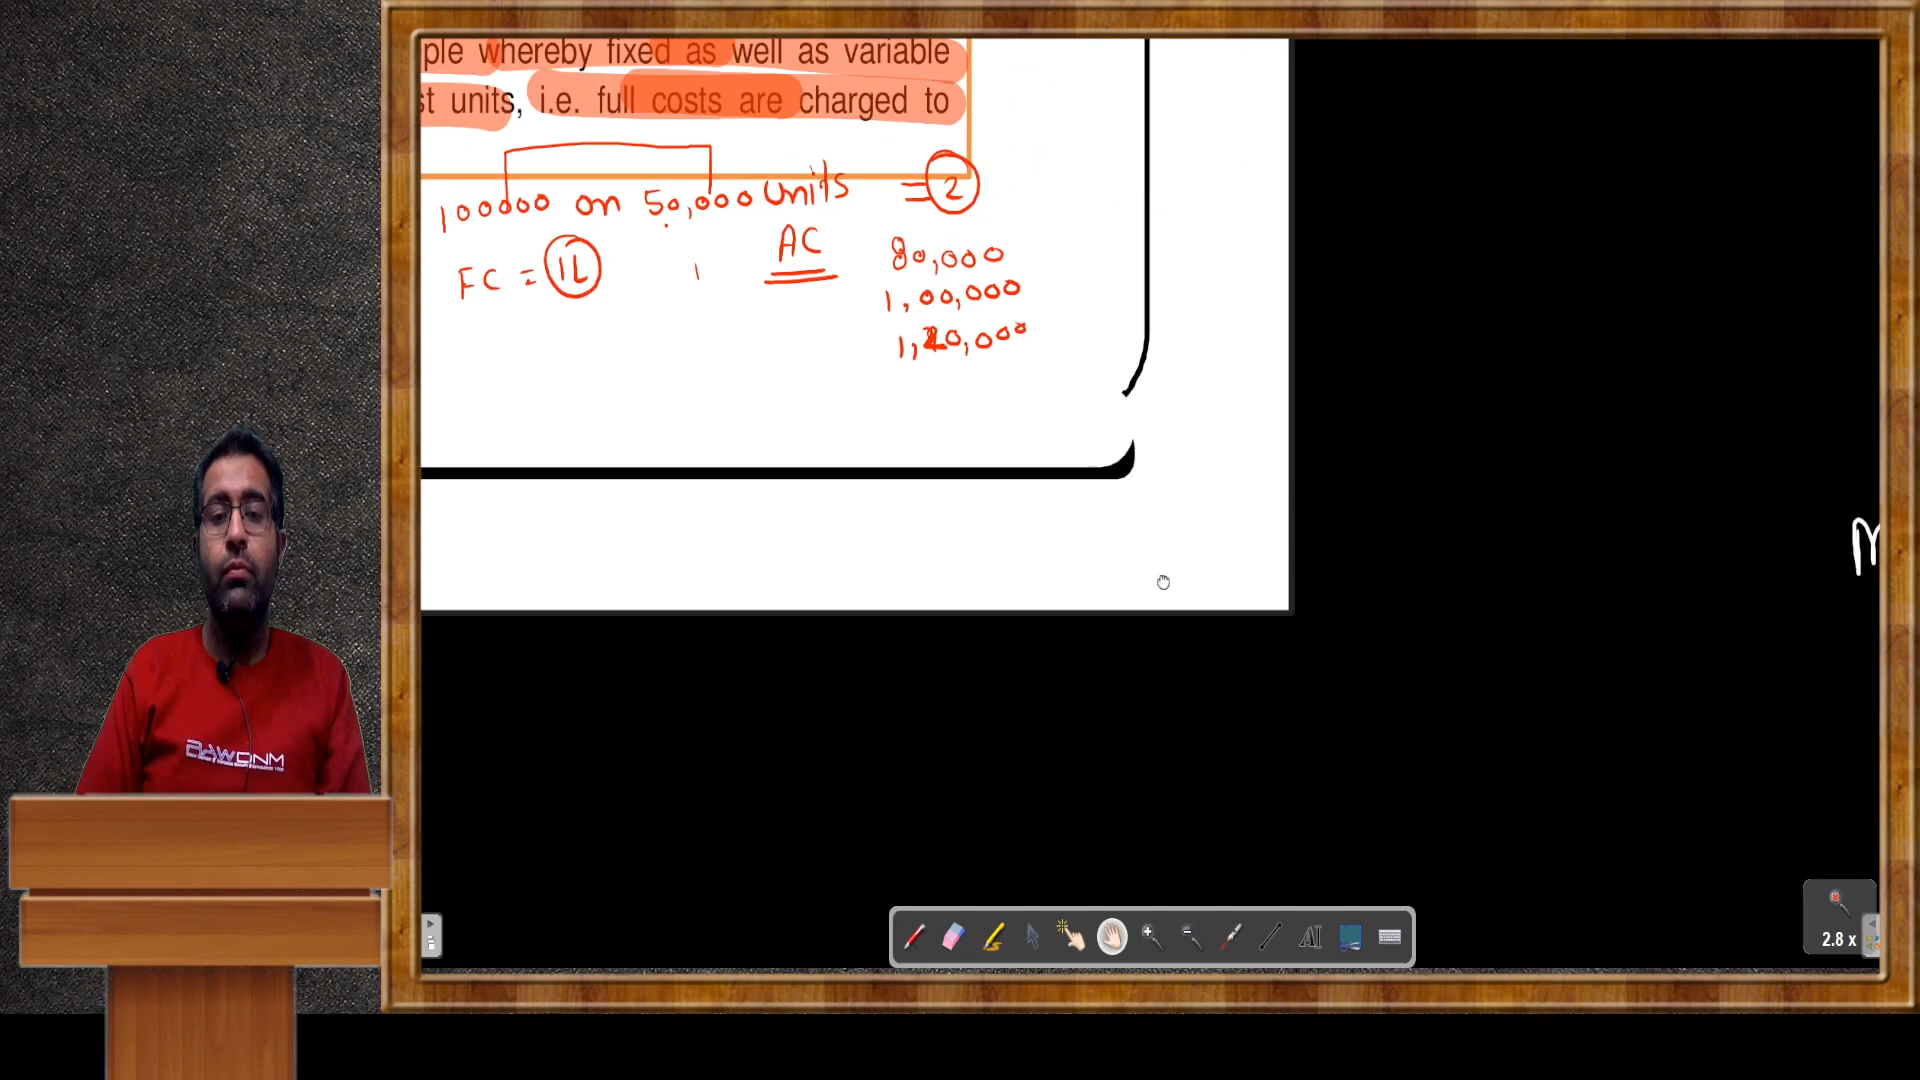 ple whereby fixed as well as variable
st units, i.e. full costs are charged to
100000 on 50,000 units = 2
FC = 1L
AC
80,000
1,00,000
1,20,000
2.8 x